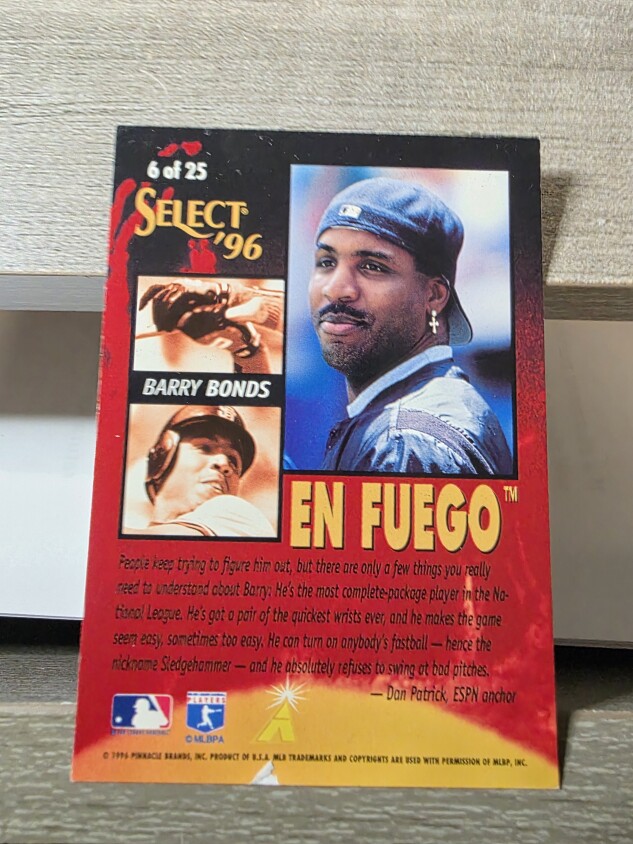 6 of 25
SELECT
'96
BARRY BONDS
EN FUEGO™
People keep trying to figure him out, but there are only a few things you really
need to understand about Barry: He's the most complete-package player in the Na-
tional League. He's got a pair of the quickest wrists ever, and he makes the game
seem easy, sometimes too easy. He can turn on anybody's fastball — hence the
nickname Sledgehammer — and he absolutely refuses to swing at bad pitches.
— Dan Patrick, ESPN anchor
PLAYERS
© MLBPA
© 1996 PINNACLE BRANDS, INC. PRODUCT OF U.S.A. MLB TRADEMARKS AND COPYRIGHTS ARE USED WITH PERMISSION OF MLBP, INC.